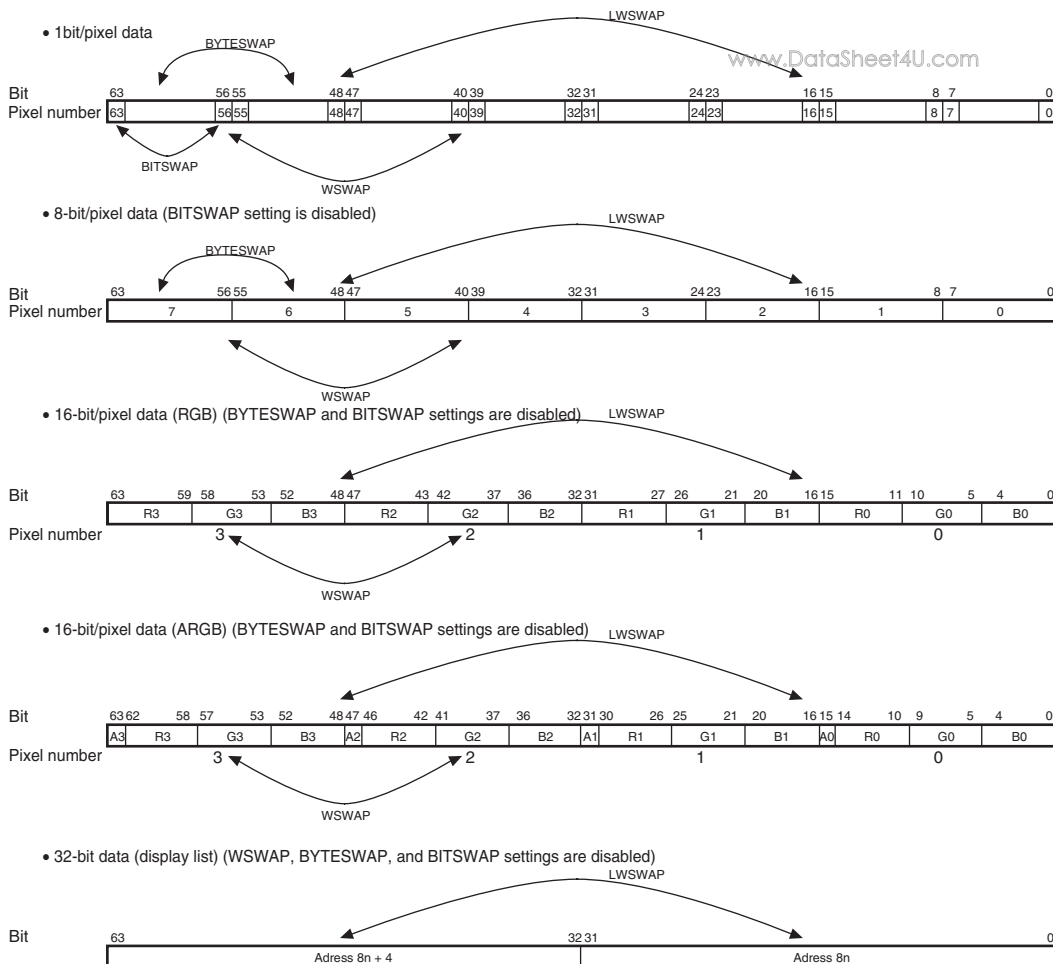 LWSWAP
• 1bit/pixel data
BYTESWAP
www.DataSheet4U.com
Bit 63 56 55 48 47 40 39 32 31 24 23 16 15 8 7 0
Pixel number 63 56 55 48 47 40 39 32 31 24 23 16 15 8 7 0
BITSWAP
WSWAP
• 8-bit/pixel data (BITSWAP setting is disabled)
LWSWAP
BYTESWAP
Bit 63 56 55 48 47 40 39 32 31 24 23 16 15 8 7 0
Pixel number 7 6 5 4 3 2 1 0
WSWAP
• 16-bit/pixel data (RGB) (BYTESWAP and BITSWAP settings are disabled)
LWSWAP
Bit 63 59 58 53 52 48 47 43 42 37 36 32 31 27 26 21 20 16 15 11 10 5 4 0
R3 G3 B3 R2 G2 B2 R1 G1 B1 R0 G0 B0
Pixel number 3 2 1 0
WSWAP
• 16-bit/pixel data (ARGB) (BYTESWAP and BITSWAP settings are disabled)
LWSWAP
Bit 63 62 58 57 53 52 48 47 46 42 41 37 36 32 31 30 26 25 21 20 16 15 14 10 9 5 4 0
A3 R3 G3 B3 A2 R2 G2 B2 A1 R1 G1 B1 A0 R0 G0 B0
Pixel number 3 2 1 0
WSWAP
• 32-bit data (display list) (WSWAP, BYTESWAP, and BITSWAP settings are disabled)
LWSWAP
Bit 63 32 31 0
Adress 8n + 4 Adress 8n